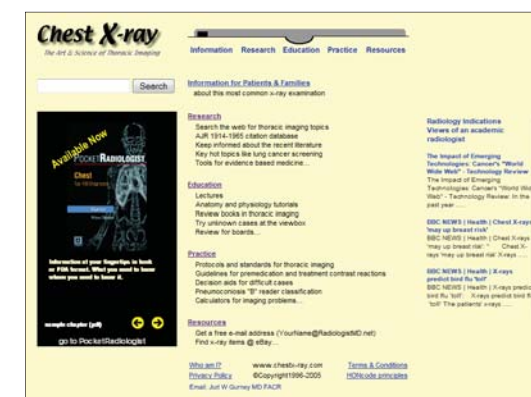 Chest X-ray
The Art & Science of Thoracic Imaging
Information Research Education Practice Resources
Search
Information for Patients & Families
about this most common x-ray examination
Research
Search the web for thoracic imaging topics
AJR 1914-1965 citation database
Keep informed about the recent literature
Key hot topics like lung cancer screening
Tools for evidence based medicine...
Education
Lectures
Anatomy and physiology tutorials
Review books in thoracic imaging
Try unknown cases at the viewbox
Review for boards...
Practice
Protocols and standards for thoracic imaging
Guidelines for premedication and treatment contrast reactions
Decision aids for difficult cases
Pneumoconiosis "B" reader classification
Calculators for imaging problems...
Resources
Get a free e-mail address (YourName@RadiologistMD.net)
Find x-ray items @ eBay...
Who am I? www.chestx-ray.com Terms & Conditions
Privacy Policy ©Copyright1996-2005 HONcode principles
Email: Jud W Gurney MD FACR
Available Now
POCKETRADIOLOGIST
Chest
Information at your fingertips in book
or PDA format. What you need to know
when you need to know it.
sample chapter (pdf)
go to PocketRadiologist
Radiology Indications
Views of an academic
radiologist
The Impact of Emerging
Technologies: Cancer's "World
Wide Web" - Technology Review
The Impact of Emerging
Technologies: Cancer's "World Wide
Web" - Technology Review: In the
past year ....
BBC NEWS | Health | Chest X-rays
'may up breast risk'
BBC NEWS | Health | Chest X-rays
'may up breast risk': " Chest X-
rays 'may up breast risk' X-rays ....
BBC NEWS | Health | X-rays
predict bird flu 'toll'
BBC NEWS | Health | X-rays predict
bird flu 'toll': X-rays predict bird flu
'toll' The patients' x-rays ....